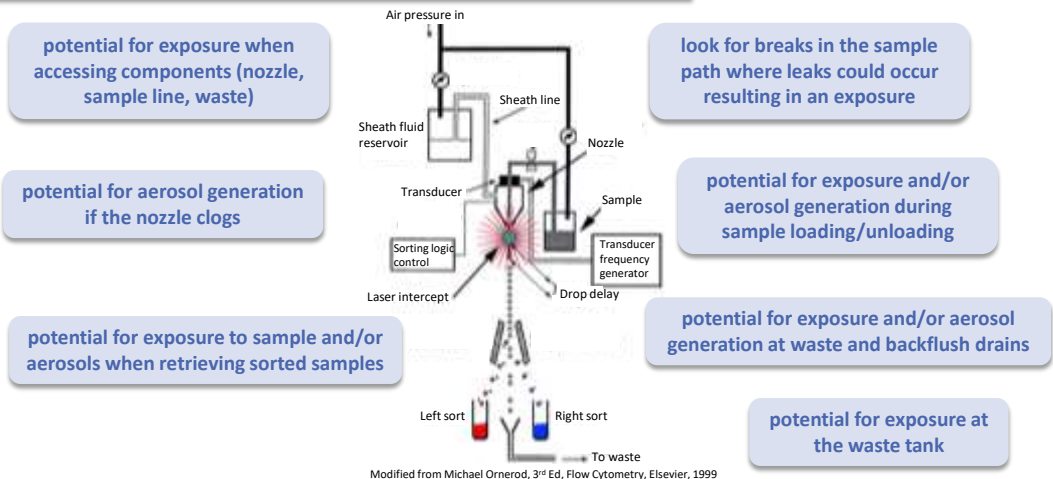 Air pressure in
potential for exposure when
accessing components (nozzle,
sample line, waste)
look for breaks in the sample
path where leaks could occur
resulting in an exposure
Sheath line
Sheath fluid
reservoir
Nozzle
potential for aerosol generation
if the nozzle clogs
Transducer
Sample
potential for exposure and/or
aerosol generation during
sample loading/unloading
Sorting logic
control
Transducer
frequency
generator
Laser intercept
Drop delay
potential for exposure to sample and/or
aerosols when retrieving sorted samples
potential for exposure and/or aerosol
generation at waste and backflush drains
Left sort
Right sort
potential for exposure at
the waste tank
To waste
Modified from Michael Ornerod, 3rd Ed, Flow Cytometry, Elsevier, 1999